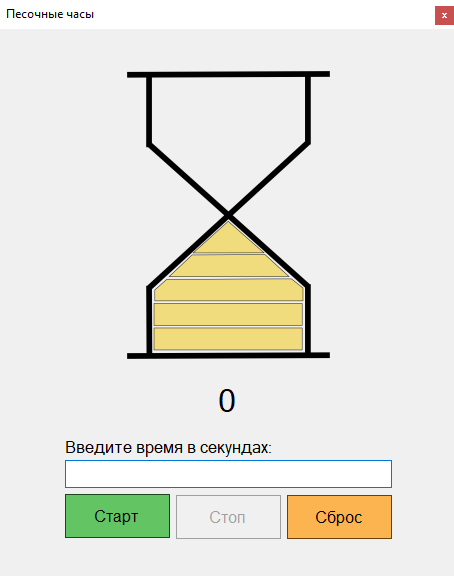 Песочные часы
x
0
Введите время в секундах:
Старт
Стоп
Сброс